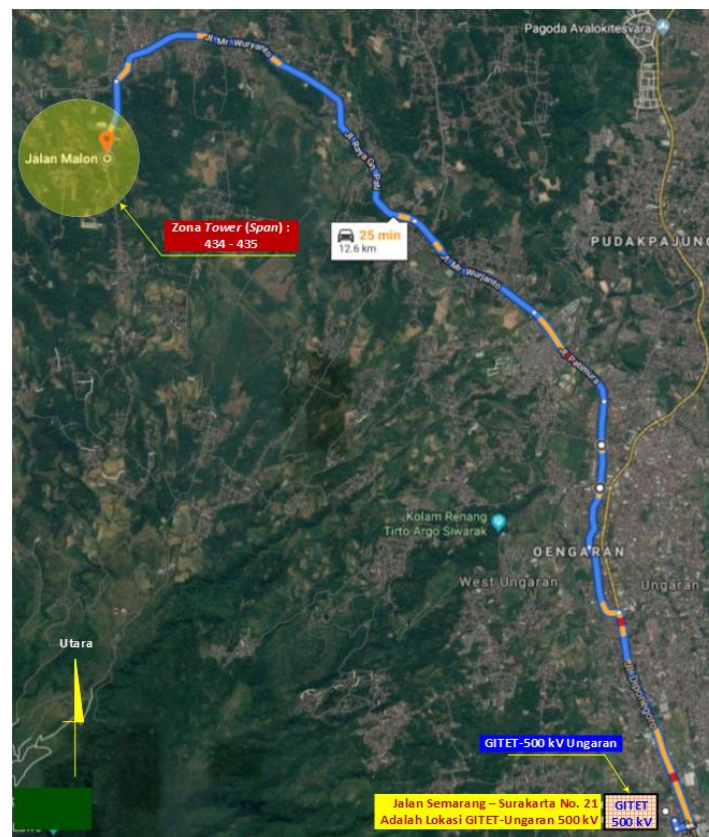 Pagoda Avalokitesvara
Jl. Mr. Wuryanto
Jalan Malon
Jl. Raya Gn. Pati
Zona Tower (Span) :
434 - 435
25 min
12.6 km
PUDAKPAJUNG
Jl. Mr. Wurjanto
Jl. Patimura
Kolam Renang
Tirto Argo Siwarak
OENGARAN
West Ungaran
Ungaran
Utara
Jl. Diponegoro
GITET-500 kV Ungaran
Jalan Semarang – Surakarta No. 21
Adalah Lokasi GITET-Ungaran 500 kV
GITET
500 kV